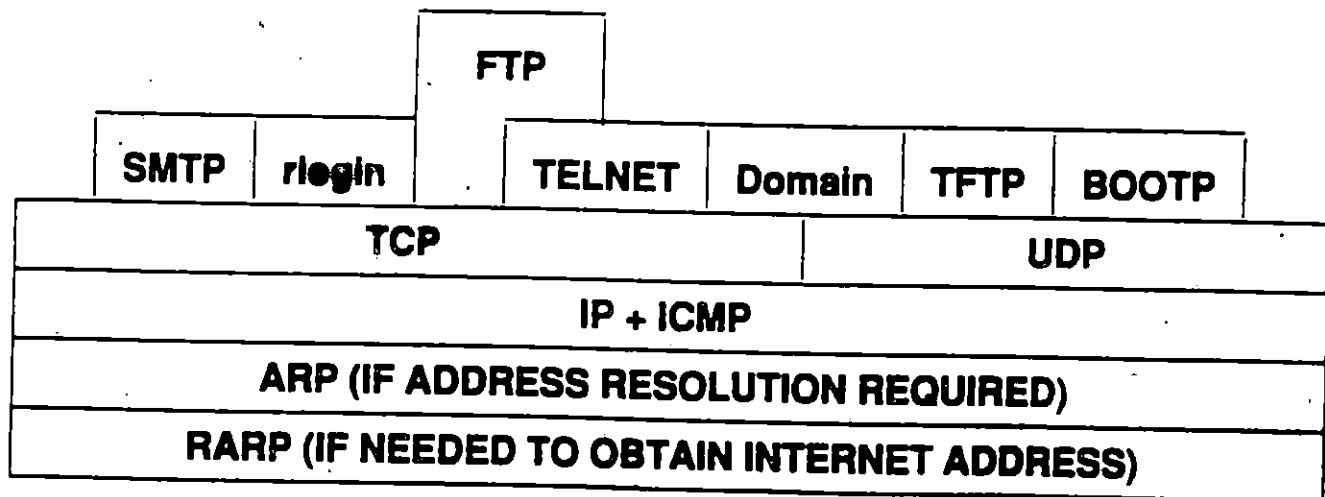 FTP
SMTP rlogin TELNET Domain TFTP BOOTP
TCP UDP
IP + ICMP
ARP (IF ADDRESS RESOLUTION REQUIRED)
RARP (IF NEEDED TO OBTAIN INTERNET ADDRESS)